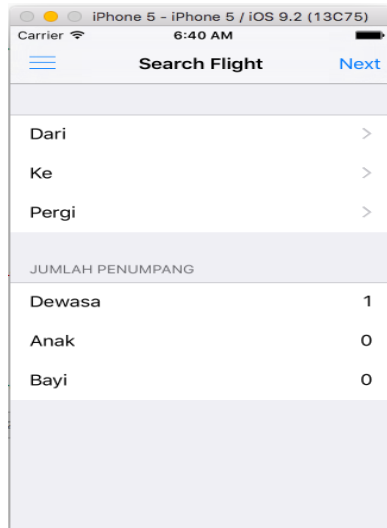 iPhone 5 - iPhone 5 / iOS 9.2 (13C75)
Carrier 6:40 AM
Search Flight Next
Dari
Ke
Pergi
JUMLAH PENUMPANG
Dewasa 1
Anak 0
Bayi 0